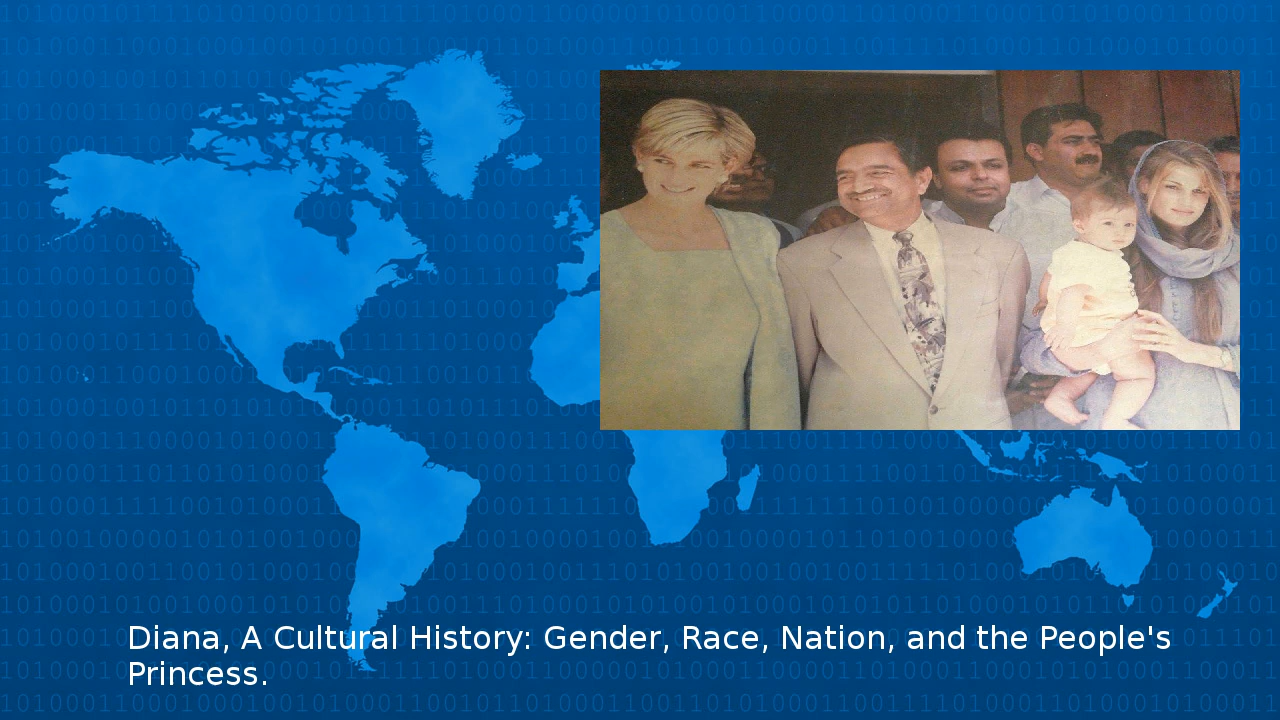 Diana, A Cultural History: Gender, Race, Nation, and the People's
Princess.